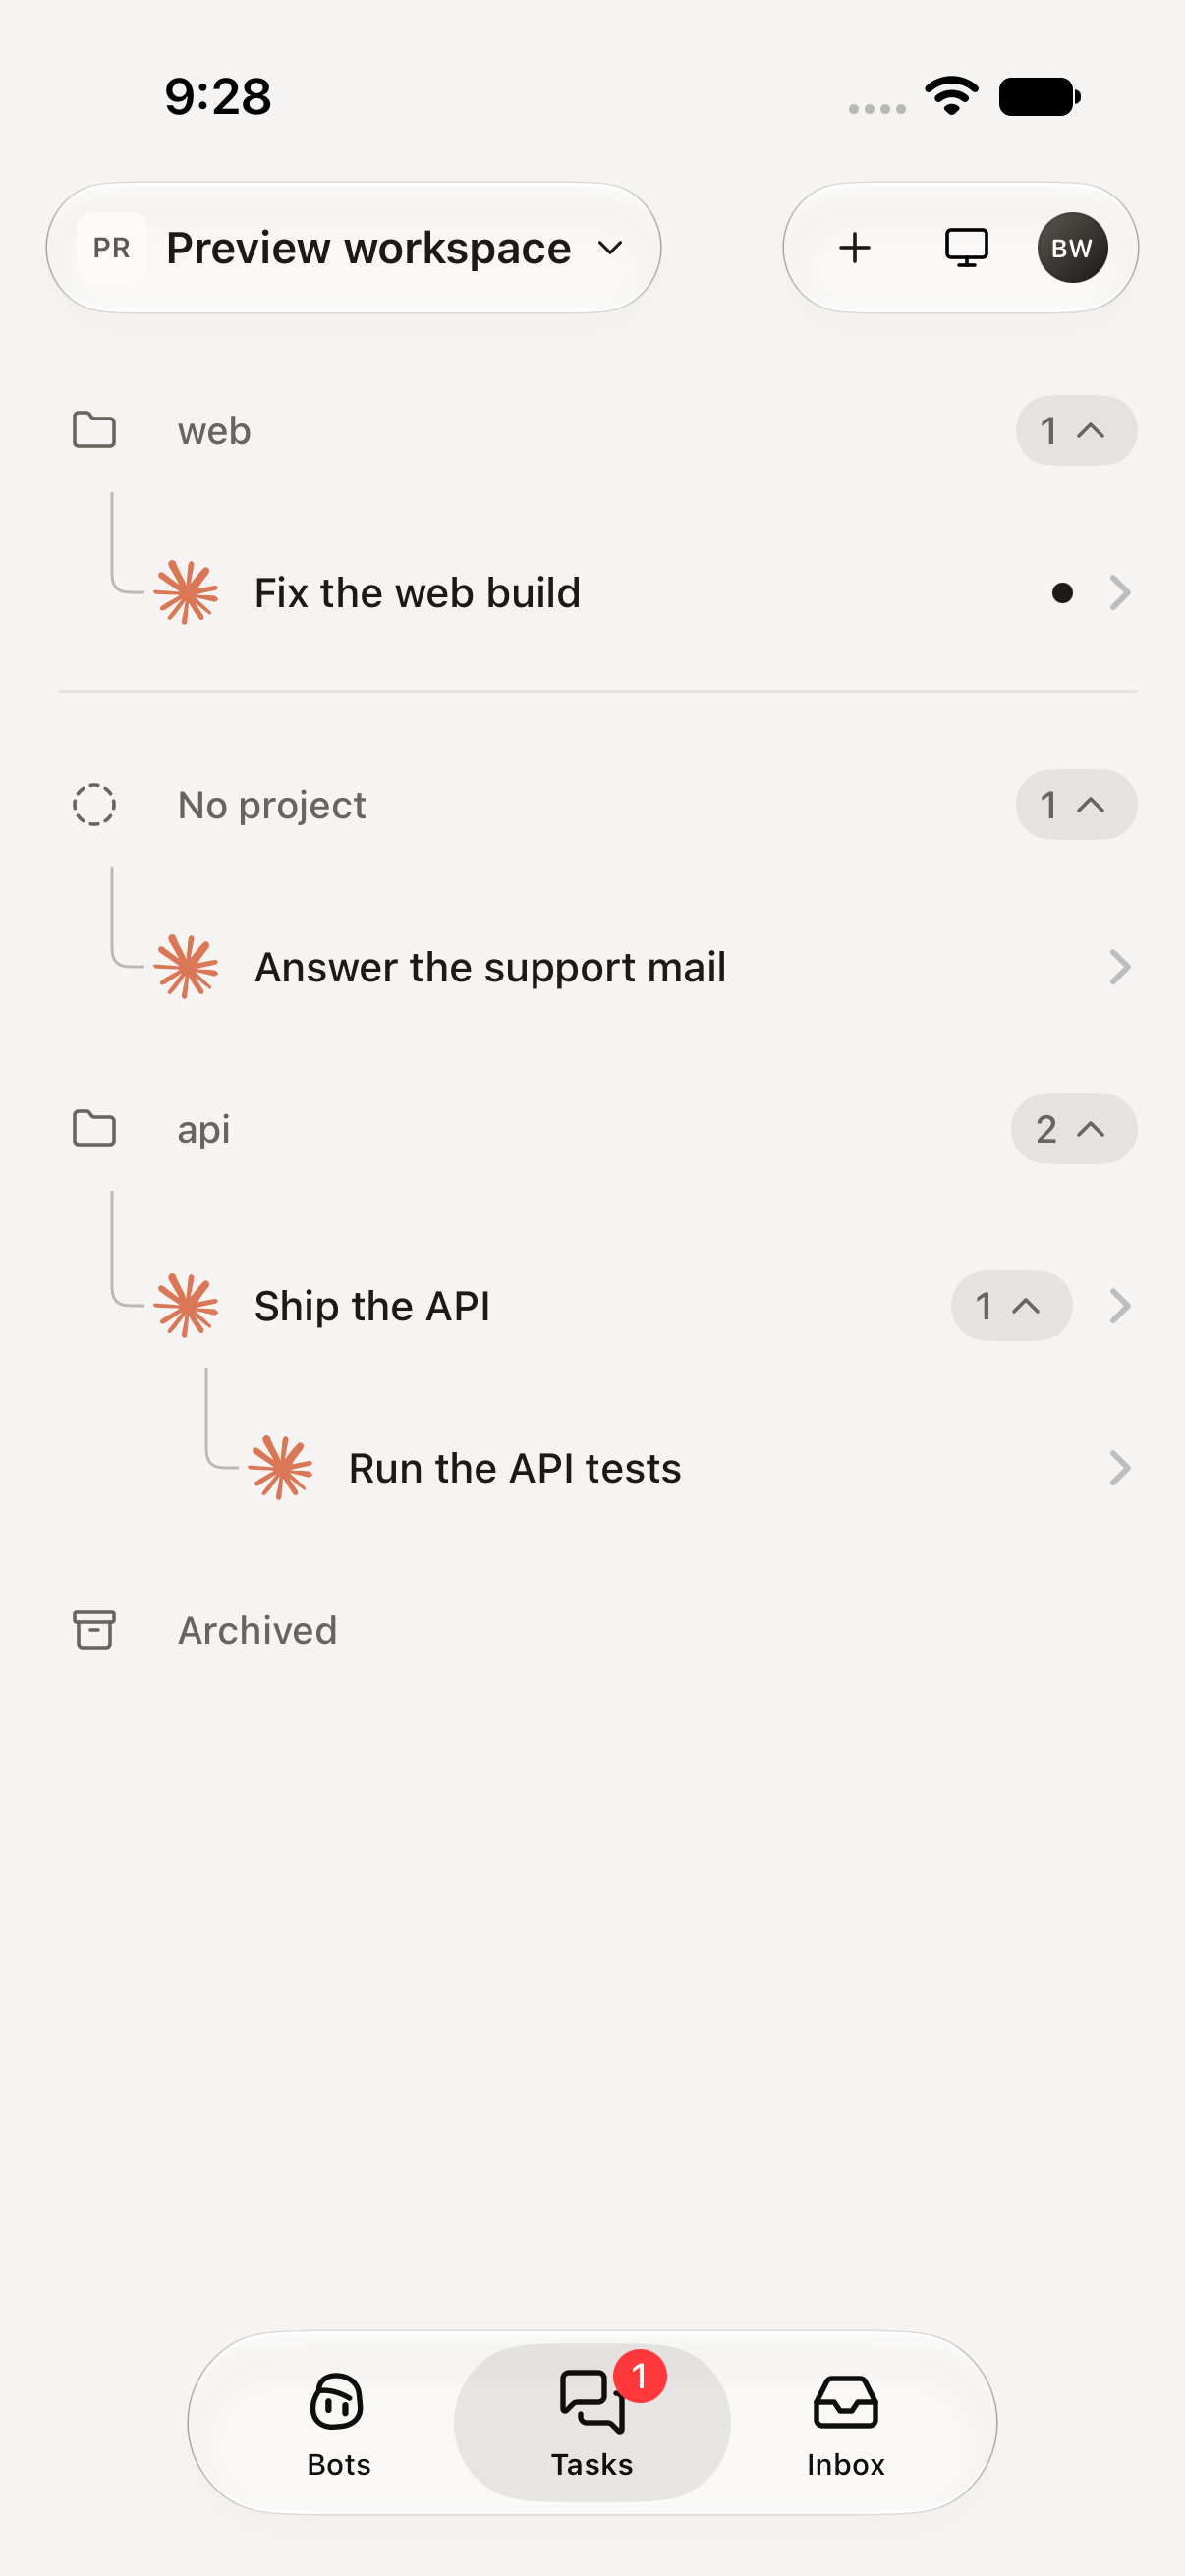 9:28
PR Preview workspace BW
web 1
Fix the web build
No project 1
Answer the support mail
api 2
Ship the API 1
Run the API tests
Archived
1
Bots Tasks Inbox